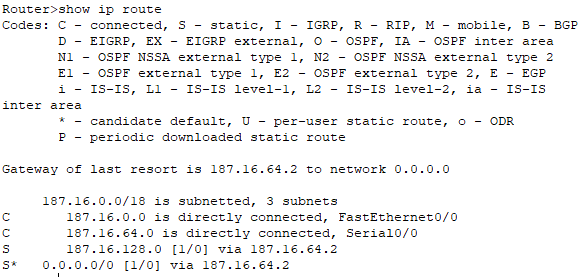 Router>show ip route
Codes: C - connected, S - static, I - IGRP, R - RIP, M - mobile, B - BGP
D - EIGRP, EX - EIGRP external, O - OSPF, IA - OSPF inter area
N1 - OSPF NSSA external type 1, N2 - OSPF NSSA external type 2
E1 - OSPF external type 1, E2 - OSPF external type 2, E - EGP
i - IS-IS, L1 - IS-IS level-1, L2 - IS-IS level-2, ia - IS-IS
inter area
* - candidate default, U - per-user static route, o - ODR
P - periodic downloaded static route
Gateway of last resort is 187.16.64.2 to network 0.0.0.0
187.16.0.0/18 is subnetted, 3 subnets
C 187.16.0.0 is directly connected, FastEthernet0/0
C 187.16.64.0 is directly connected, Serial0/0
S 187.16.128.0 [1/0] via 187.16.64.2
S* 0.0.0.0/0 [1/0] via 187.16.64.2